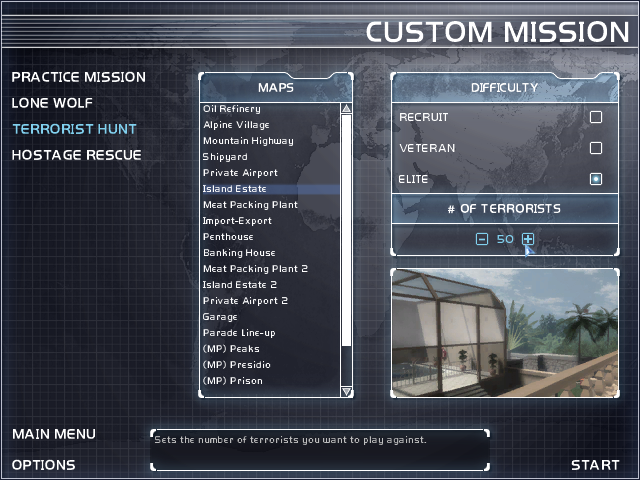 CUSTOM MISSION
PRACTICE MISSION
LONE WOLF
TERRORIST HUNT
HOSTAGE RESCUE
MAPS
Oil Refinery
Alpine Village
Mountain Highway
Shipyard
Private Airport
Island Estate
Meat Packing Plant
Import-Export
Penthouse
Banking House
Meat Packing Plant 2
Island Estate 2
Private Airport 2
Garage
Parade Line-up
(MP) Peaks
(MP) Presidio
(MP) Prison
DIFFICULTY
RECRUIT
VETERAN
ELITE
# OF TERRORISTS
- 50 +
MAIN MENU
OPTIONS
Sets the number of terrorists you want to play against.
START